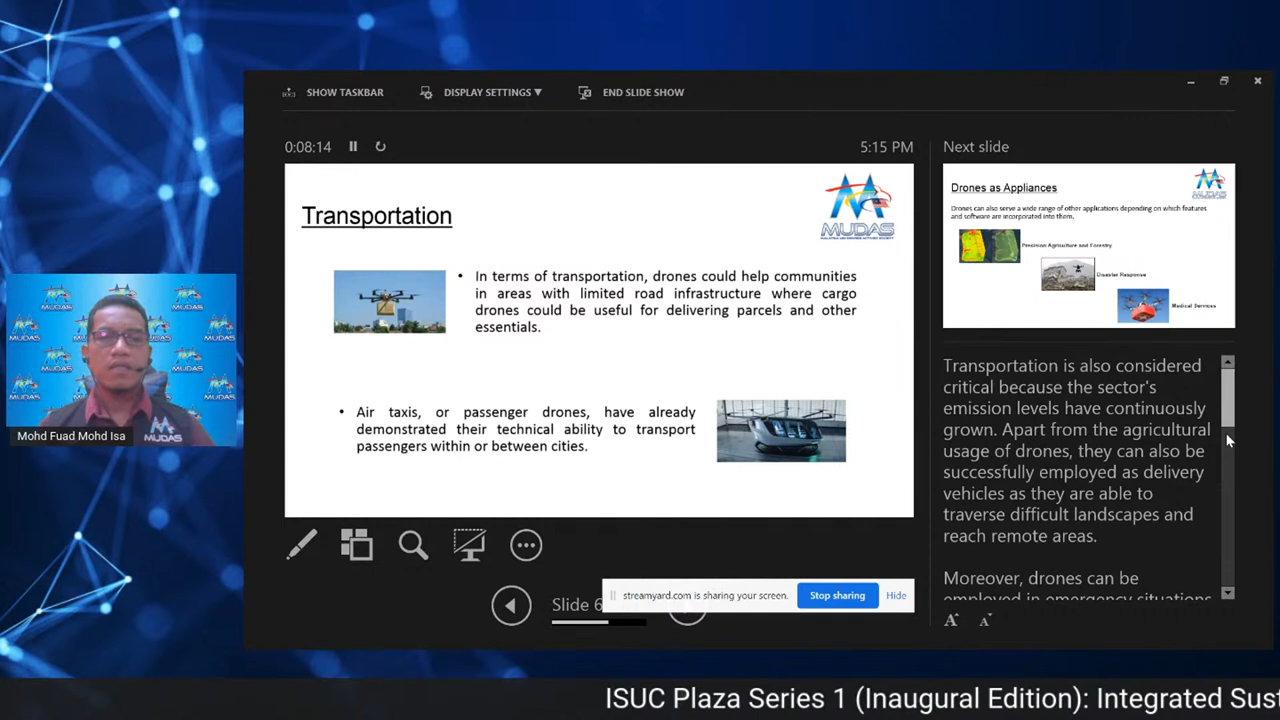 SHOW TASKBAR
DISPLAY SETTINGS ▼
END SLIDE SHOW
0:08:14
5:15 PM
Next slide
MUDAS
Transportation
• In terms of transportation, drones could help communities
in areas with limited road infrastructure where cargo
drones could be useful for delivering parcels and other
essentials.
• Air taxis, or passenger drones, have already
demonstrated their technical ability to transport
passengers within or between cities.
Drones as Appliances
MUDAS
Drones can also serve a wide range of other applications depending on which features
and software are incorporated into them.
Precision Agriculture and Forestry
Disaster Response
Medical Services
Transportation is also considered
critical because the sector's
emission levels have continuously
grown. Apart from the agricultural
usage of drones, they can also be
successfully employed as delivery
vehicles as they are able to
traverse difficult landscapes and
reach remote areas.
Moreover, drones can be
employed in emergency situations
MUDAS
MUDAS
MUDAS
MUDAS
MUDAS
MUDAS
Mohd Fuad Mohd Isa
Slide 6
streamyard.com is sharing your screen.
Stop sharing
Hide
A
A
ISUC Plaza Series 1 (Inaugural Edition): Integrated Sust